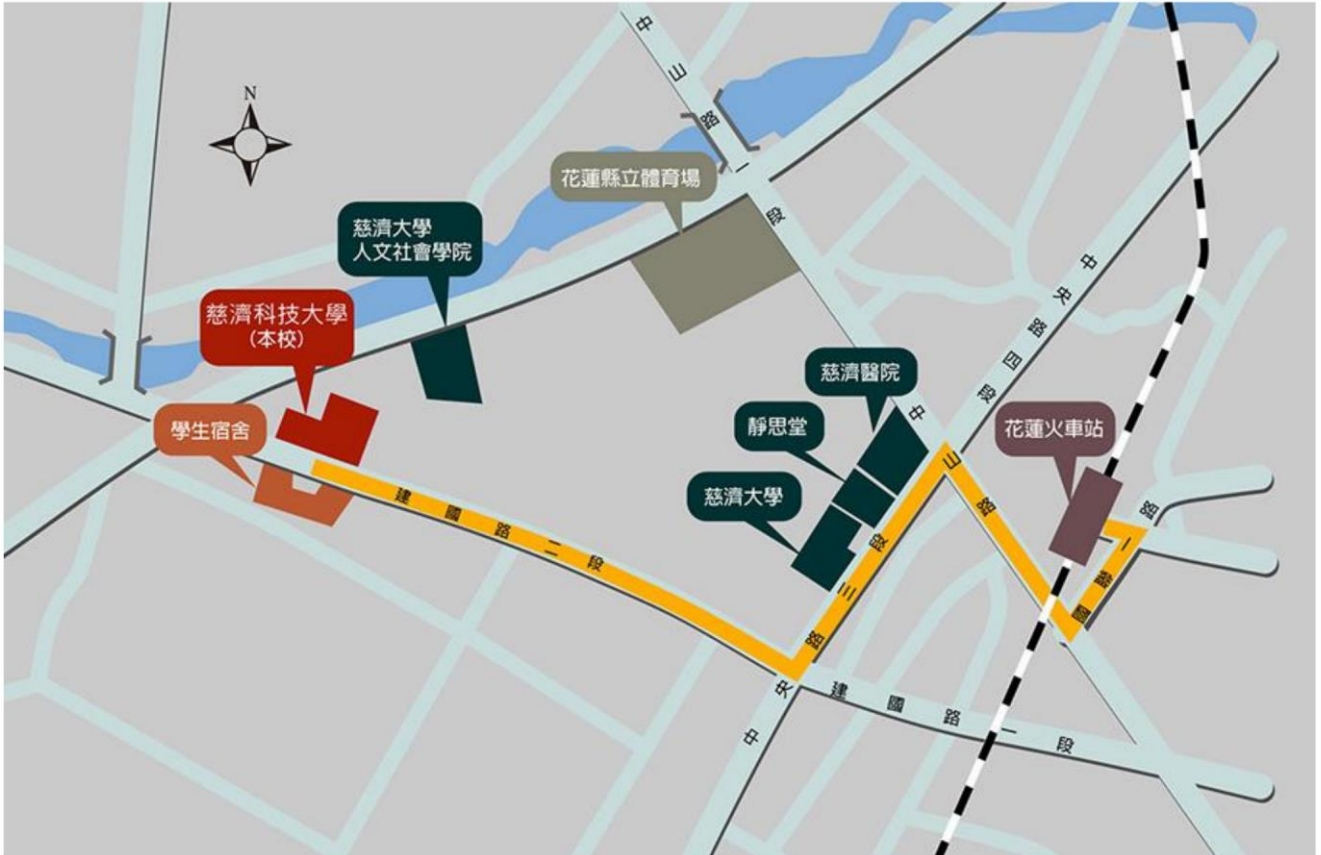 N
中山路一段
花蓮縣立體育場
慈濟大學
人文社會學院
慈濟科技大學
(本校)
學生宿舍
中央路四段
慈濟醫院
靜思堂
慈濟大學
花蓮火車站
中山路
國聯一路
中央路三段
建國路二段
建國路一段